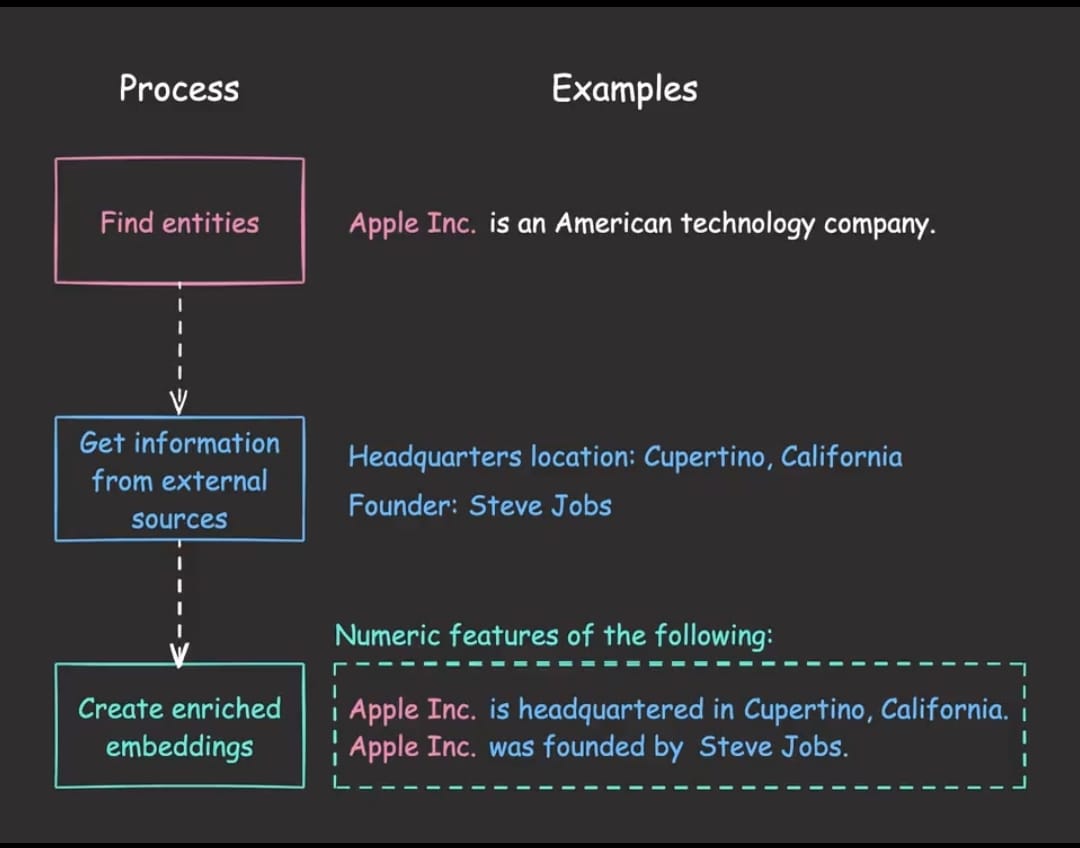 Process
Examples
Find entities
Apple Inc. is an American technology company.
Get information
from external
sources
Headquarters location: Cupertino, California
Founder: Steve Jobs
Numeric features of the following:
Create enriched
embeddings
Apple Inc. is headquartered in Cupertino, California.
Apple Inc. was founded by Steve Jobs.